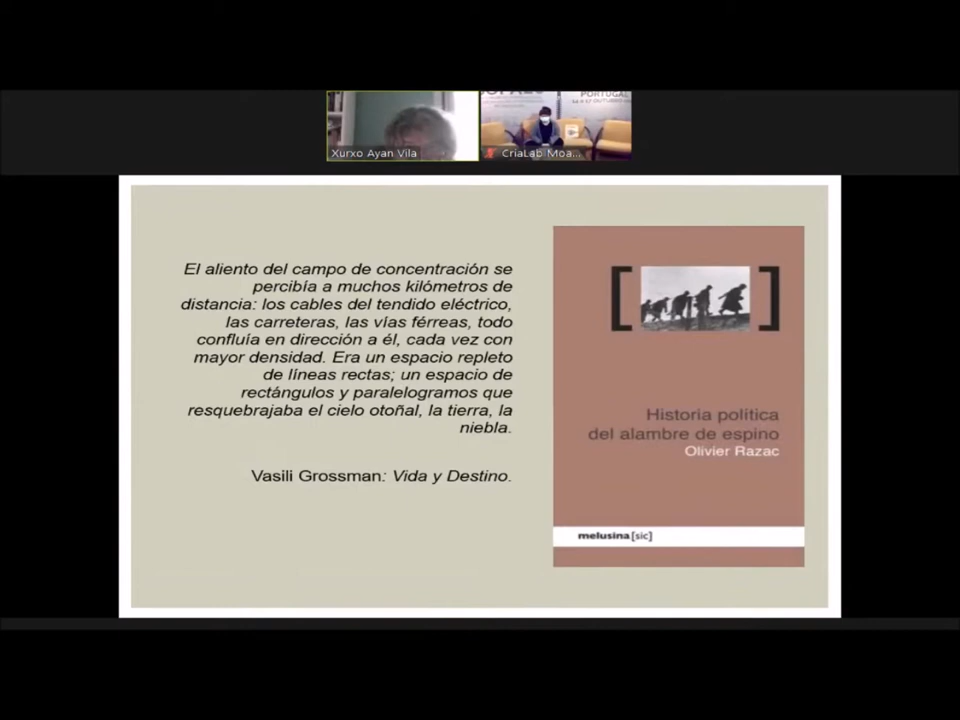 PORTUGAL
Xurxo Ayan Vila
CriaLab Moa...
El aliento del campo de concentración se
percibía a muchos kilómetros de
distancia: los cables del tendido eléctrico,
las carreteras, las vías férreas, todo
confluía en dirección a él, cada vez con
mayor densidad. Era un espacio repleto
de líneas rectas; un espacio de
rectángulos y paralelogramos que
resquebrajaba el cielo otoñal, la tierra, la
niebla.
Vasili Grossman: Vida y Destino.
Historia política
del alambre de espino
Olivier Razac
melusina[sic]